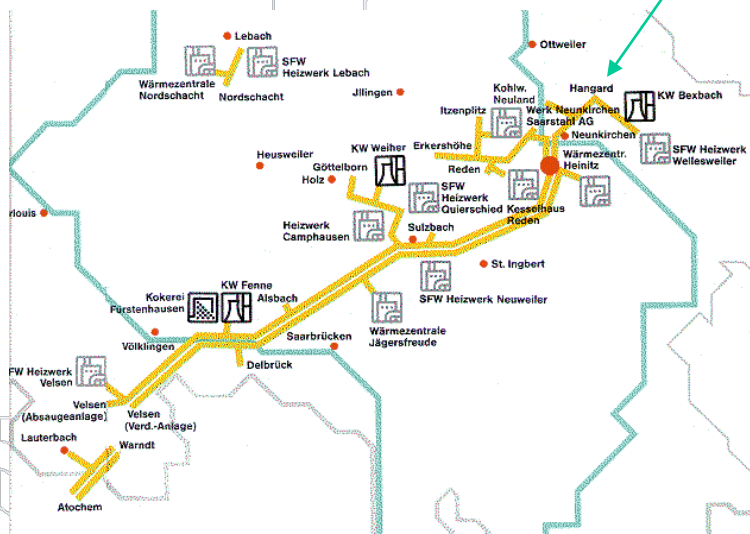 Lebach
Ottweiler
SFW
Heizwerk Lebach
Wärmezentrale
Nordschacht
Nordschacht
Jllingen
Kohlw.
Neuland
Hangard
KW Bexbach
Itzenplitz
Werk Neunkirchen
Saarstahl AG
Neunkirchen
Erkershöhe
SFW Heizwerk
Wellesweiler
KW Weiher
Heusweiler
Göttelborn
Holz
Reden
Wärmezentr.
Heinitz
SFW
Heizwerk
Quierschied
Kesselhaus
Reden
rlouis
Heizwerk
Camphausen
Sulzbach
St. Ingbert
SFW Heizwerk Neuweiler
KW Fenne
Kokerei
Fürstenhausen
Alsbach
Wärmezentrale
Jägersfreude
Saarbrücken
Völklingen
Delbrück
FW Heizwerk
Velsen
Velsen
(Absaugeanlage)
Velsen
(Verd.-Anlage)
Lauterbach
Warndt
Atochem